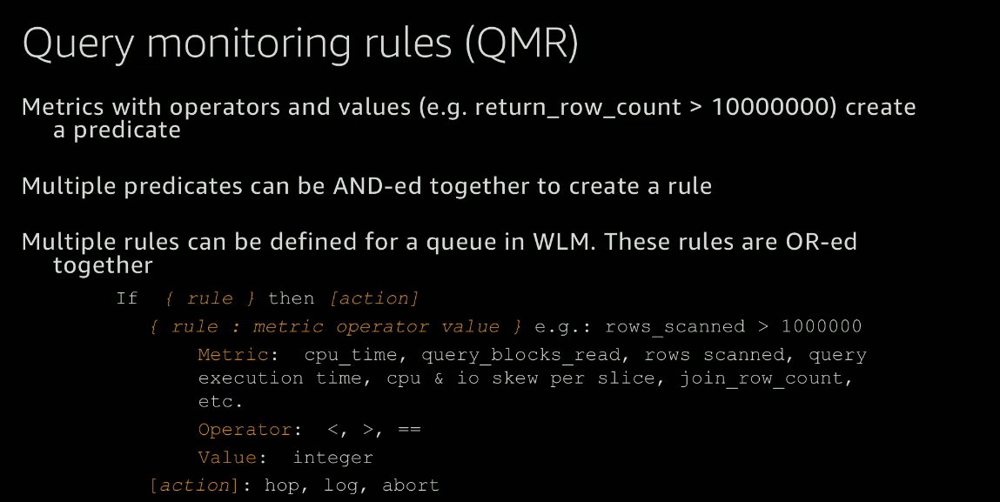 Query monitoring rules (QMR)
Metrics with operators and values (e.g. return_row_count > 10000000) create
a predicate
Multiple predicates can be AND-ed together to create a rule
Multiple rules can be defined for a queue in WLM. These rules are OR-ed
together
If { rule } then [action]
{ rule : metric operator value } e.g.: rows_scanned > 1000000
Metric: cpu_time, query_blocks_read, rows scanned, query
execution time, cpu & io skew per slice, join_row_count,
etc.
Operator: <, >, ==
Value: integer
[action]: hop, log, abort